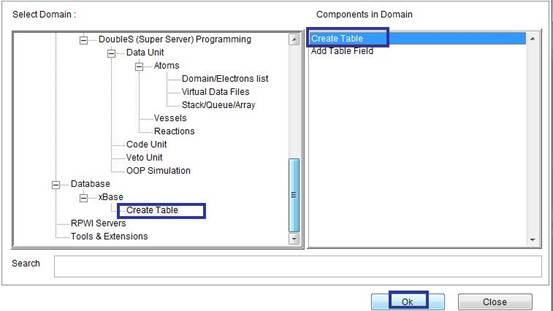 Select Domain :
DoubleS (Super Server) Programming
Data Unit
Atoms
Domain/Electrons list
Virtual Data Files
Stack/Queue/Array
Vessels
Reactions
Code Unit
Veto Unit
OOP Simulation
Database
xBase
Create Table
RPWI Servers
Tools & Extensions
Components in Domain
Create Table
Add Table Field
Search
Ok
Close